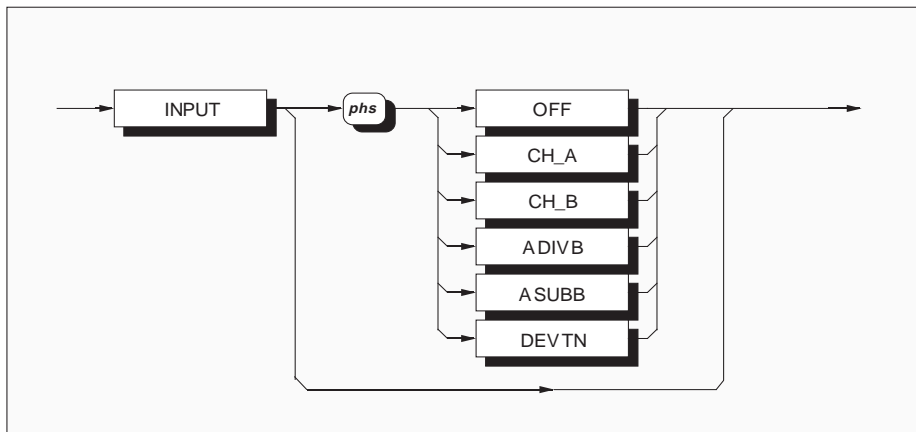 INPUT phs OFF
CH_A
CH_B
ADIVB
ASUBB
DEVTN